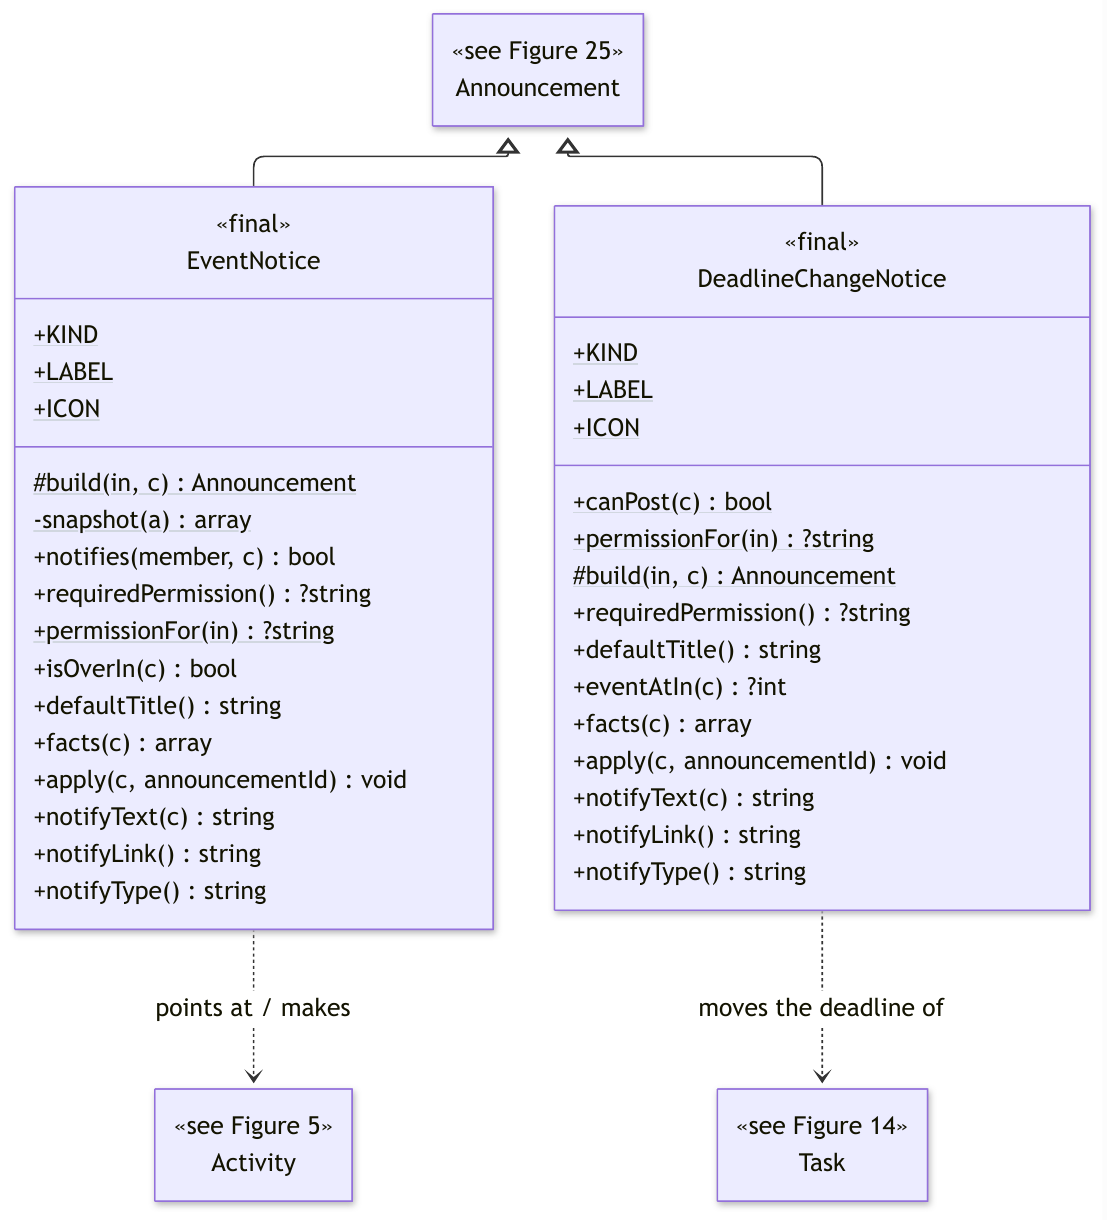 «see Figure 25»
Announcement
«final»
EventNotice
+KIND
+LABEL
+ICON
#build(in, c) : Announcement
-snapshot(a) : array
+notifies(member, c) : bool
+requiredPermission() : ?string
+permissionFor(in) : ?string
+isOverIn(c) : bool
+defaultTitle() : string
+facts(c) : array
+apply(c, announcementId) : void
+notifyText(c) : string
+notifyLink() : string
+notifyType() : string
«final»
DeadlineChangeNotice
+KIND
+LABEL
+ICON
+canPost(c) : bool
+permissionFor(in) : ?string
#build(in, c) : Announcement
+requiredPermission() : ?string
+defaultTitle() : string
+eventAtIn(c) : ?int
+facts(c) : array
+apply(c, announcementId) : void
+notifyText(c) : string
+notifyLink() : string
+notifyType() : string
points at / makes
moves the deadline of
«see Figure 5»
Activity
«see Figure 14»
Task